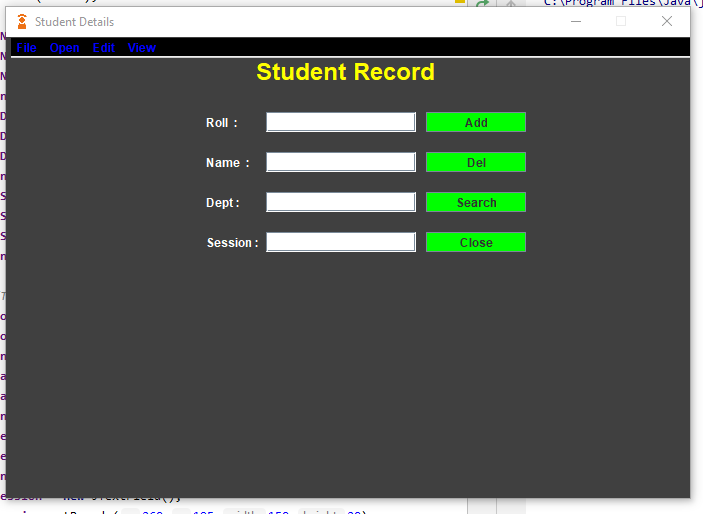 C:\Program Files\Java\j
Student Details
File Open Edit View
Student Record
Roll : Add
Name : Del
Dept : Search
Session : Close
ession = new JTextField();